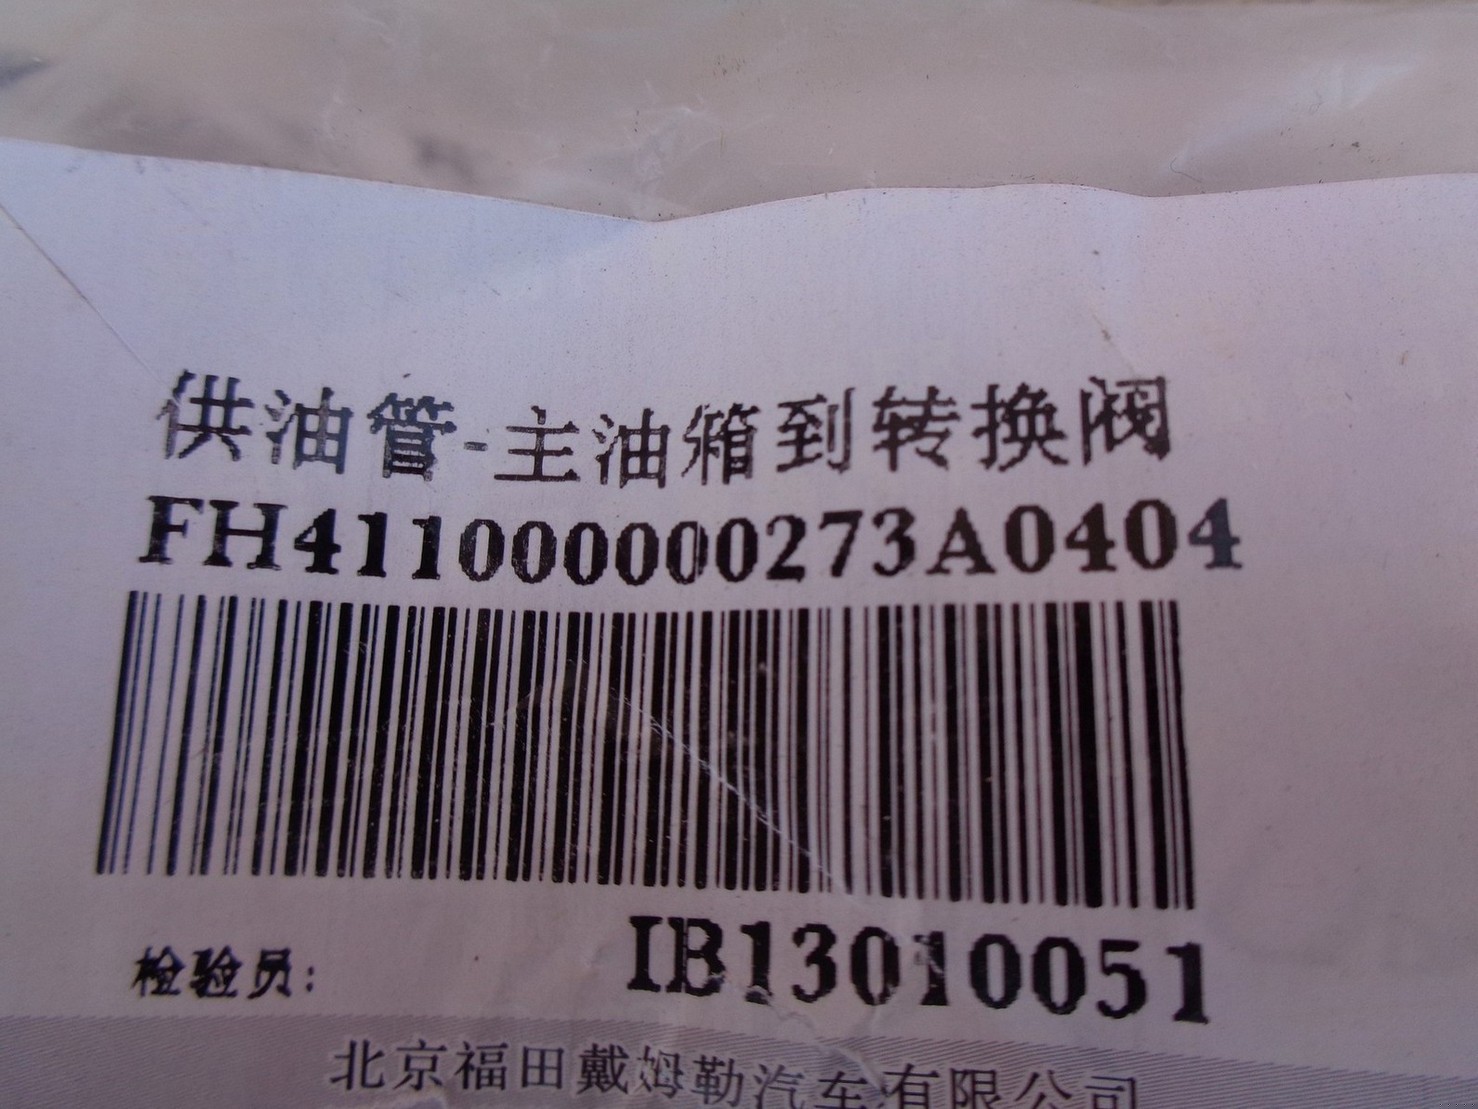 供油管-主油箱到转换阀
FH411000000273A0404
检验员:
IB13010051
北京福田戴姆勒汽车有限公司